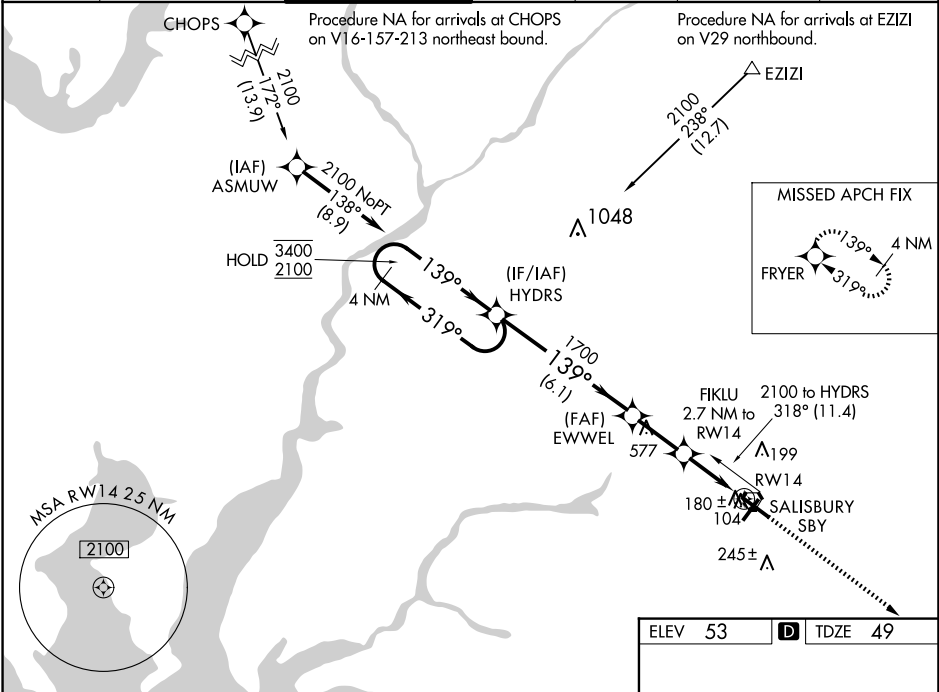 CHOPS
Procedure NA for arrivals at CHOPS
on V16-157-213 northeast bound.
Procedure NA for arrivals at EZIZI
on V29 northbound.
2100
172°
(13.9)
EZIZI
2100
238°
(12.7)
(IAF)
ASMUW
2100 NoPT
138°
(8.9)
1048
MISSED APCH FIX
139°
4 NM
FRYER
319°
HOLD
3400
2100
4 NM
139°
319°
(IF/IAF)
HYDRS
1700
139°
(6.1)
(FAF)
EWWEL
577
FIKLU
2.7 NM to
RW14
2100 to HYDRS
318° (11.4)
199
RW14
180 ±
104
SALISBURY
SBY
245±
MSA RW14 25 NM
2100
ELEV 53 D TDZE 49